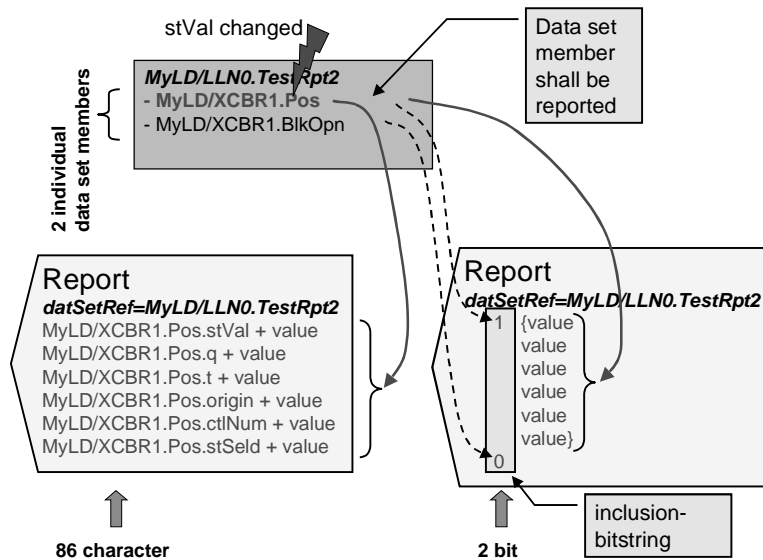 stVal changed
Data set
member
shall be
reported
MyLD/LLN0.TestRpt2
- MyLD/XCBR1.Pos
- MyLD/XCBR1.BlkOpn
2 individual
data set members
Report
datSetRef=MyLD/LLN0.TestRpt2
MyLD/XCBR1.Pos.stVal + value
MyLD/XCBR1.Pos.q + value
MyLD/XCBR1.Pos.t + value
MyLD/XCBR1.Pos.origin + value
MyLD/XCBR1.Pos.ctlNum + value
MyLD/XCBR1.Pos.stSeld + value
86 character
Report
datSetRef=MyLD/LLN0.TestRpt2
1 {value
value
value
value
value
value}
0
inclusion-
bitstring
2 bit